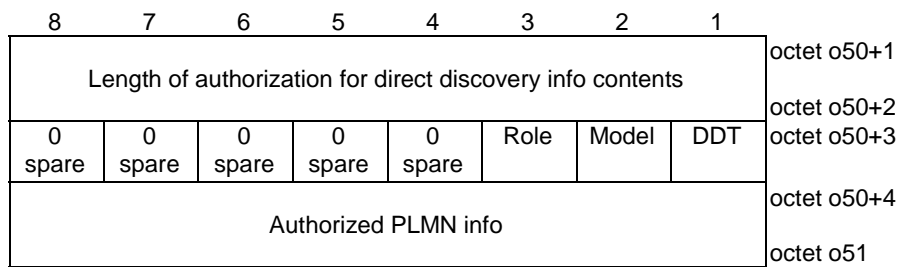 8 7 6 5 4 3 2 1
octet o50+1
Length of authorization for direct discovery info contents
octet o50+2
0 0 0 0 0 Role Model DDT octet o50+3
spare spare spare spare spare
octet o50+4
Authorized PLMN info
octet o51